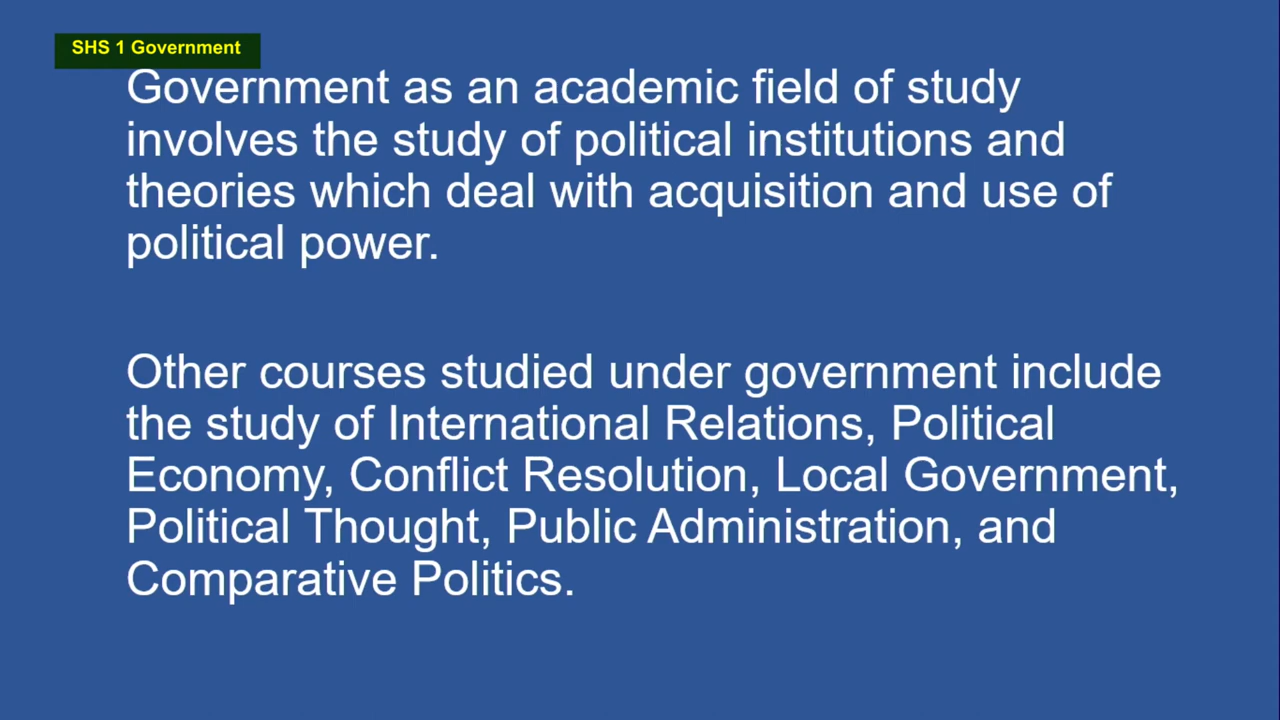 SHS 1 Government
Government as an academic field of study
involves the study of political institutions and
theories which deal with acquisition and use of
political power.
Other courses studied under government include
the study of International Relations, Political
Economy, Conflict Resolution, Local Government,
Political Thought, Public Administration, and
Comparative Politics.